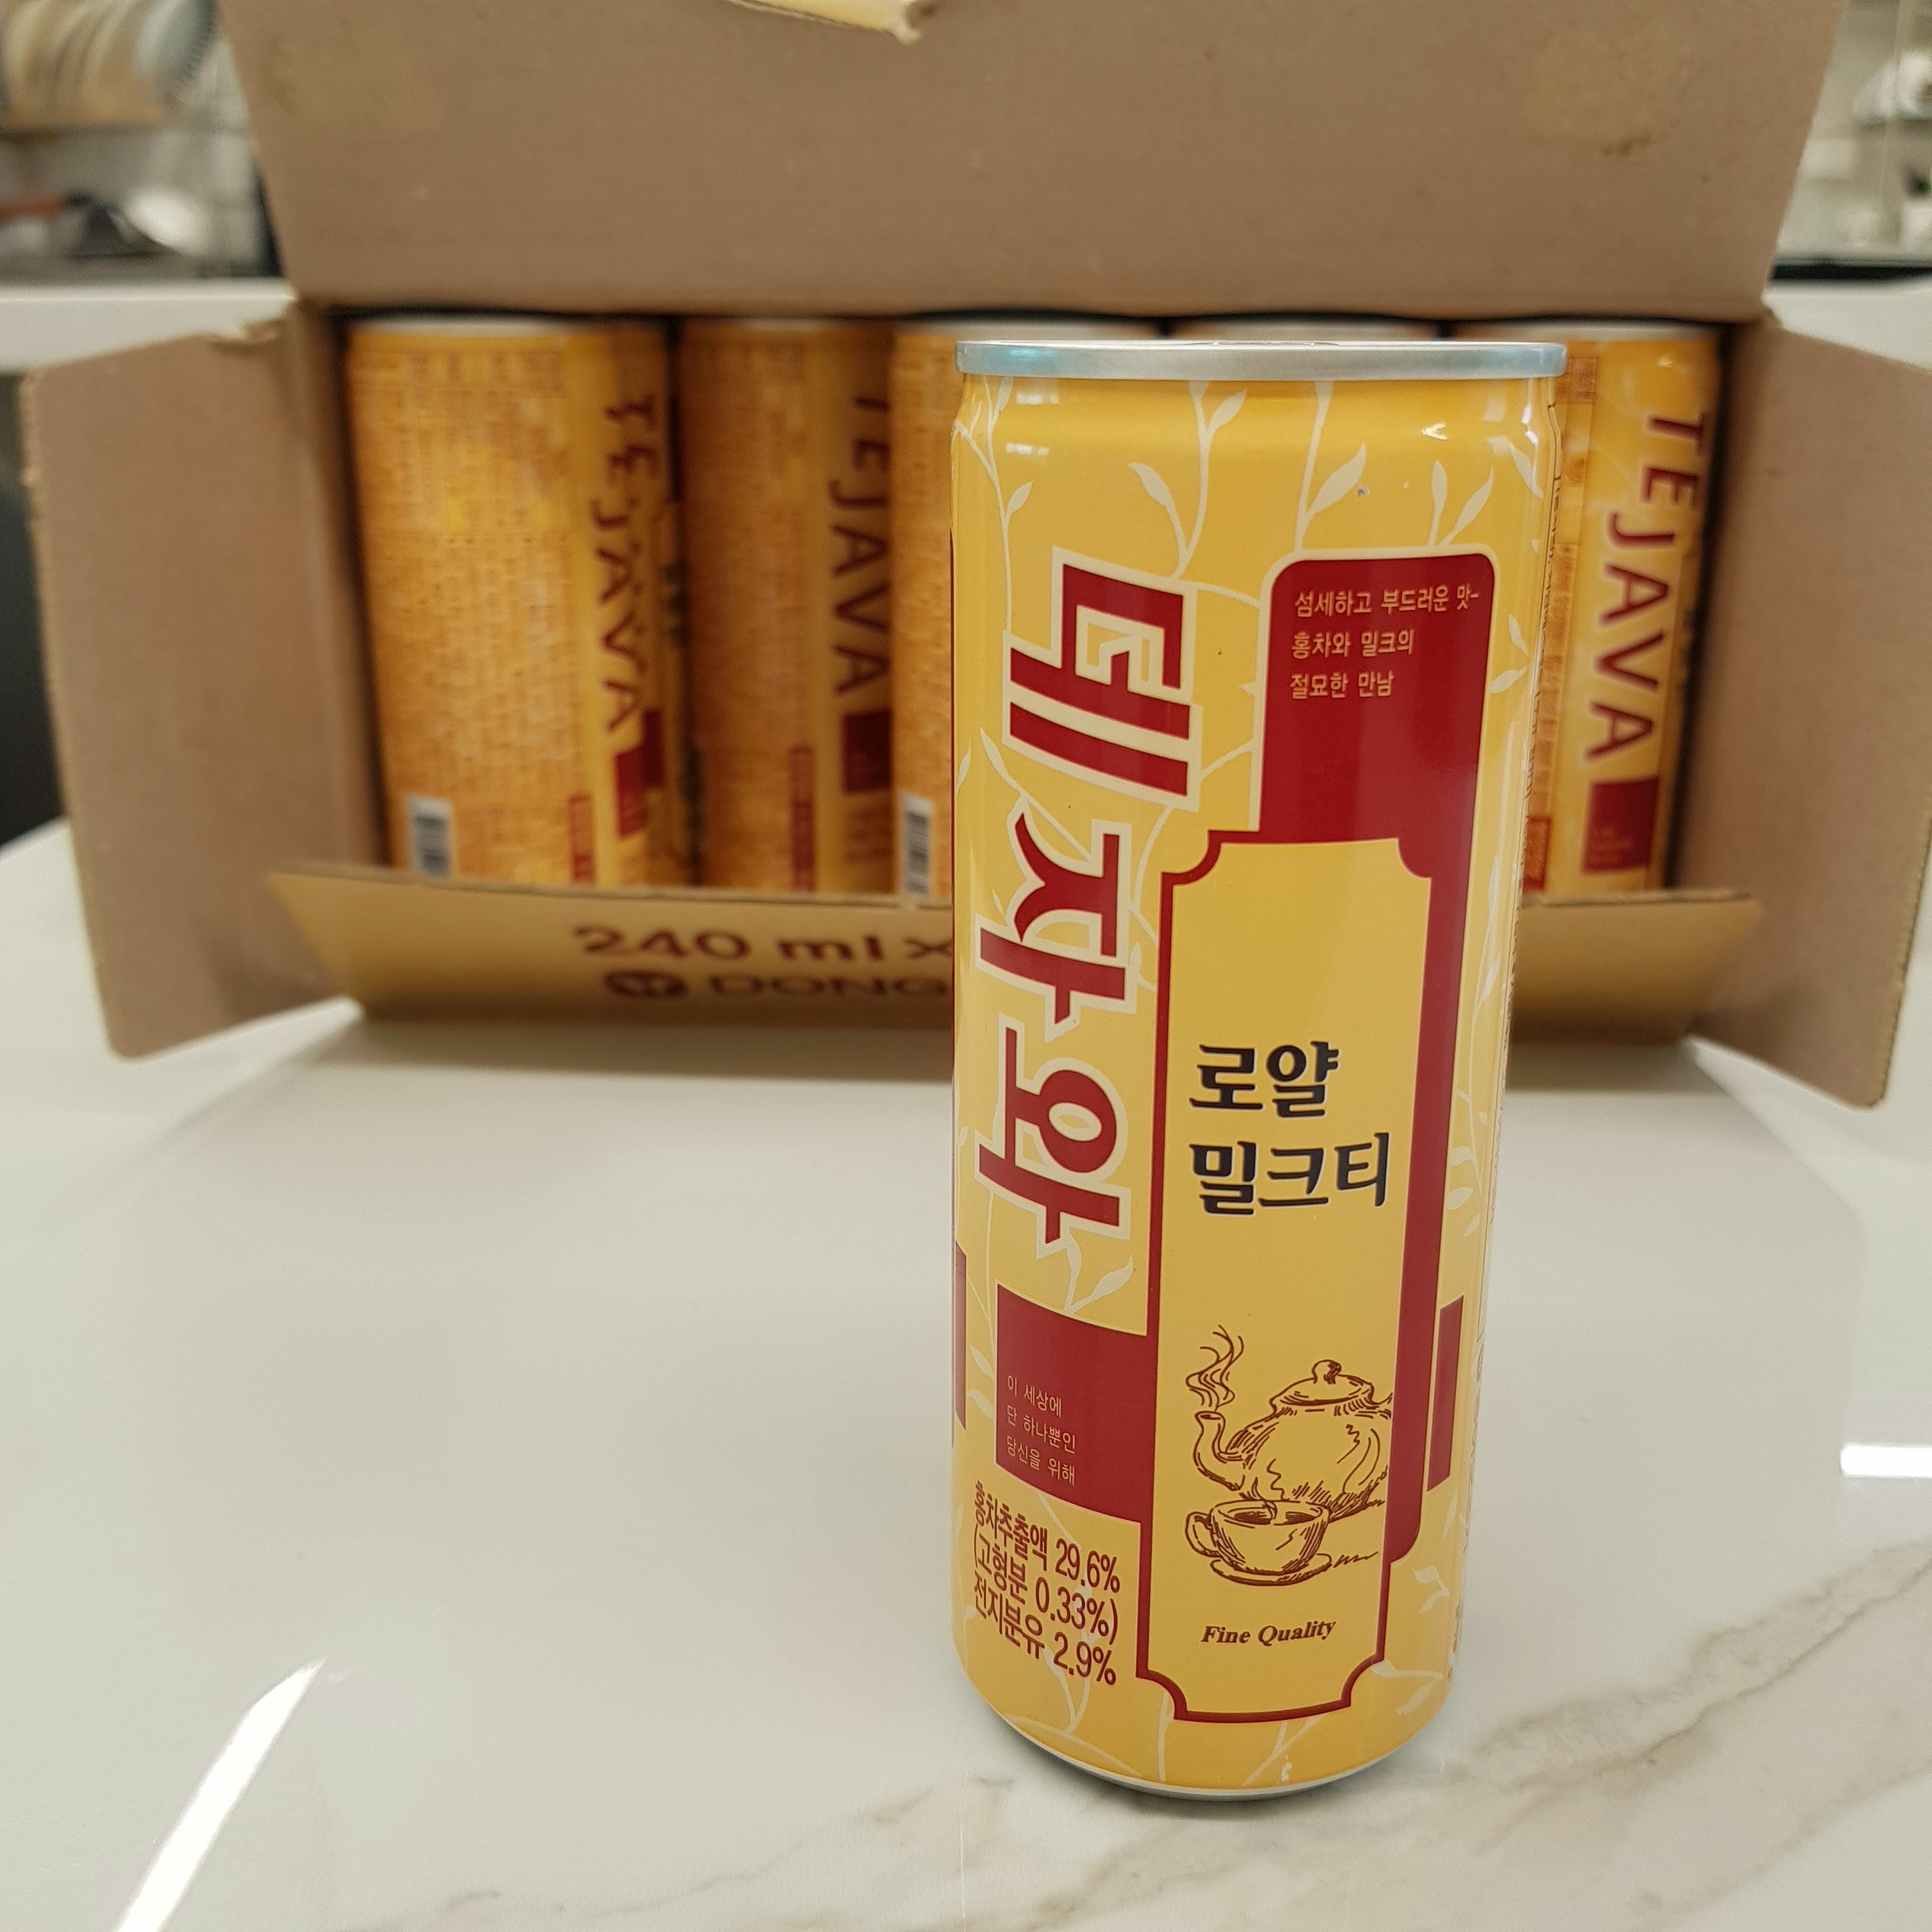 데자와
섬세하고 부드러운 맛-
홍차와 밀크의
절묘한 만남
로얄
밀크티
이 세상에
단 하나뿐인
당신을 위해
홍차추출액 29.6%
(고형분 0.33%)
전지분유 2.9%
Fine Quality
TEJAVA
TEJAVA
TEJAVA
240 ml x
DONG